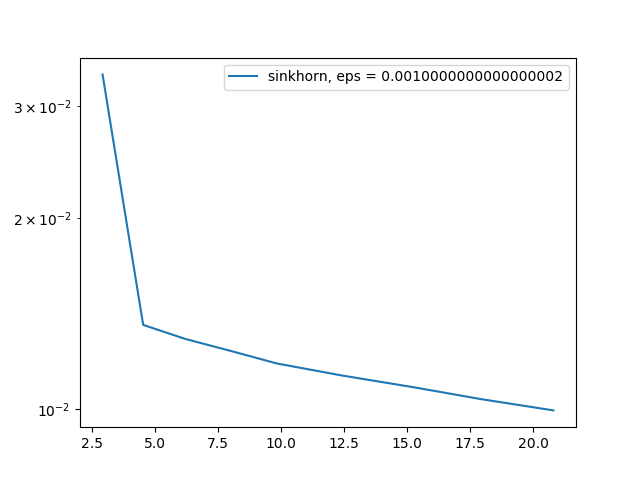 sinkhorn, eps = 0.0010000000000000002
3 × 10⁻²
2 × 10⁻²
10⁻²
2.5 5.0 7.5 10.0 12.5 15.0 17.5 20.0